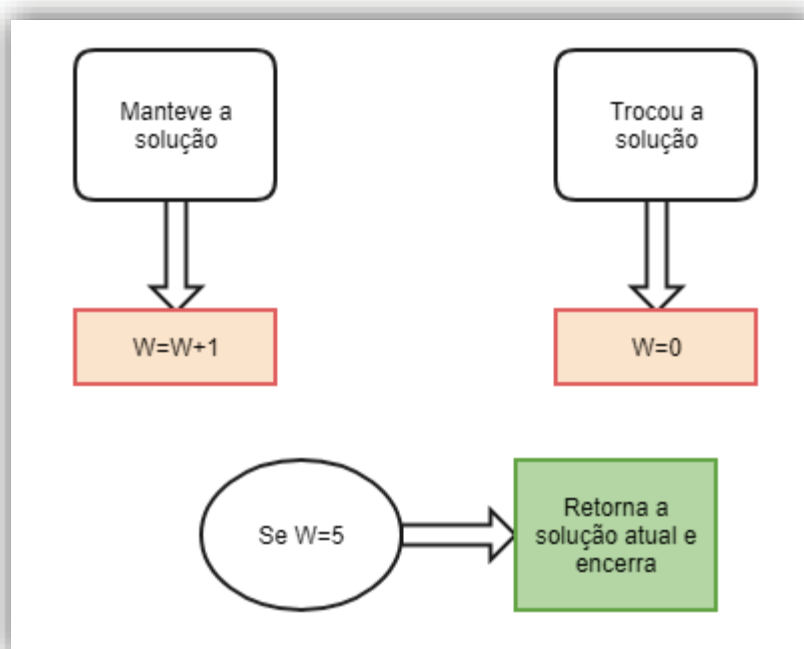 Manteve a
solução
Trocou a
solução
W=W+1
W=0
Se W=5
Retorna a
solução atual e
encerra